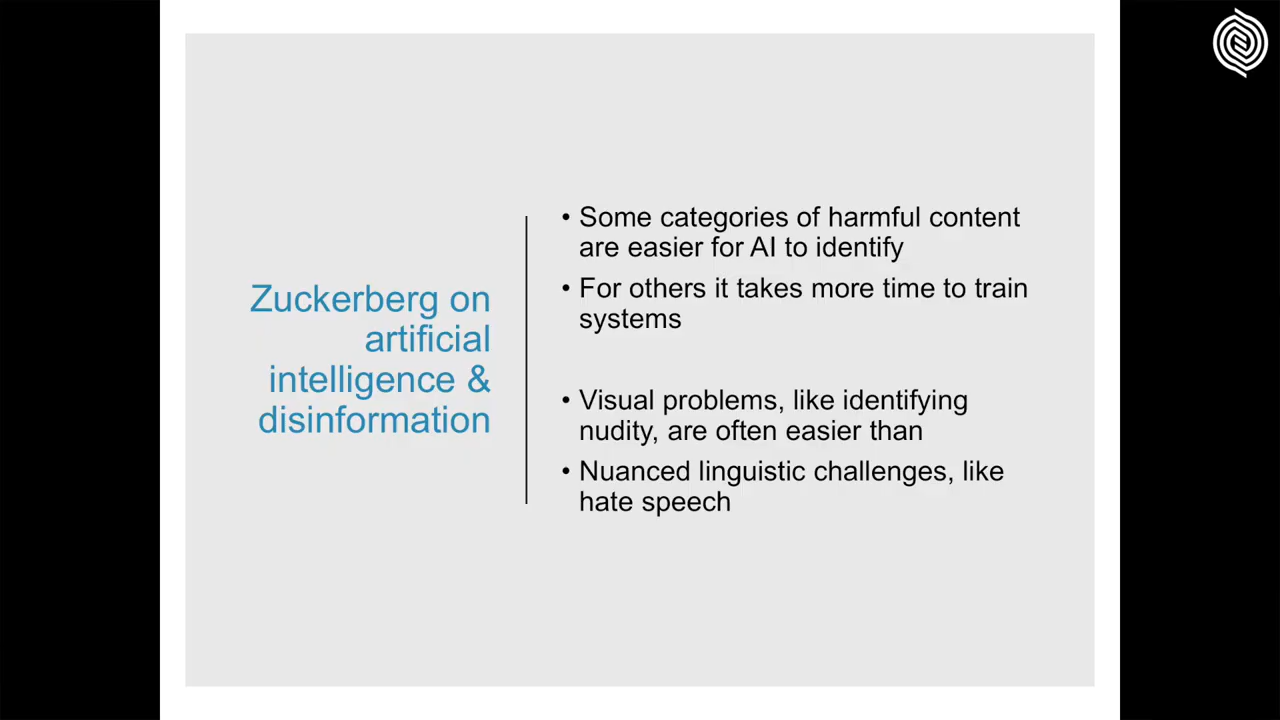 Zuckerberg on
artificial
intelligence &
disinformation
• Some categories of harmful content
are easier for AI to identify
• For others it takes more time to train
systems
• Visual problems, like identifying
nudity, are often easier than
• Nuanced linguistic challenges, like
hate speech